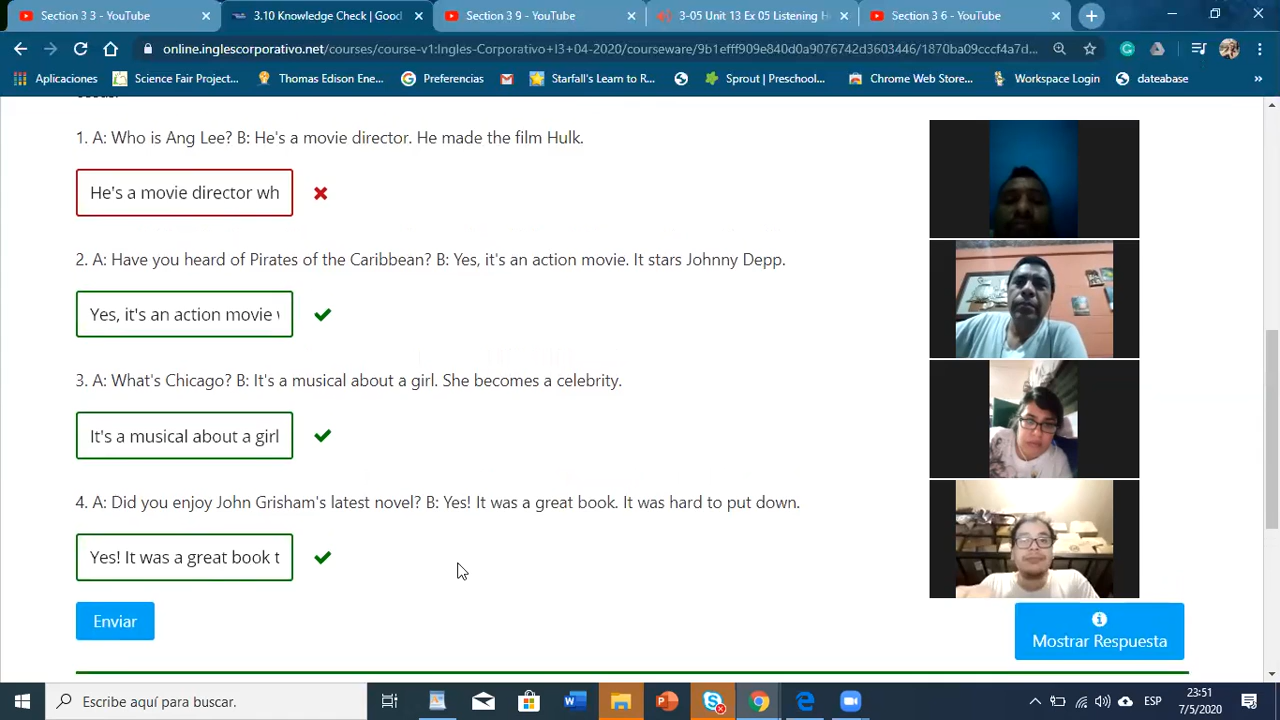 Section 3 3 - YouTube
3.10 Knowledge Check | Good
Section 3 9 - YouTube
3-05 Unit 13 Ex 05 Listening H
Section 3 6 - YouTube
online.inglescorporativo.net/courses/course-v1:Ingles-Corporativo+I3+04-2020/courseware/9b1efff909e840d0a9076742d3603446/1870ba09cccf4a7d...
Aplicaciones
Science Fair Project...
Thomas Edison Ene...
Preferencias
Starfall's Learn to R...
Sprout | Preschool...
Chrome Web Store...
Workspace Login
dateabase
»
1. A: Who is Ang Lee? B: He's a movie director. He made the film Hulk.
He's a movie director wh
2. A: Have you heard of Pirates of the Caribbean? B: Yes, it's an action movie. It stars Johnny Depp.
Yes, it's an action movie
3. A: What's Chicago? B: It's a musical about a girl. She becomes a celebrity.
It's a musical about a girl
4. A: Did you enjoy John Grisham's latest novel? B: Yes! It was a great book. It was hard to put down.
Yes! It was a great book t
Enviar
Mostrar Respuesta
Escribe aquí para buscar.
ESP
23:51
7/5/2020